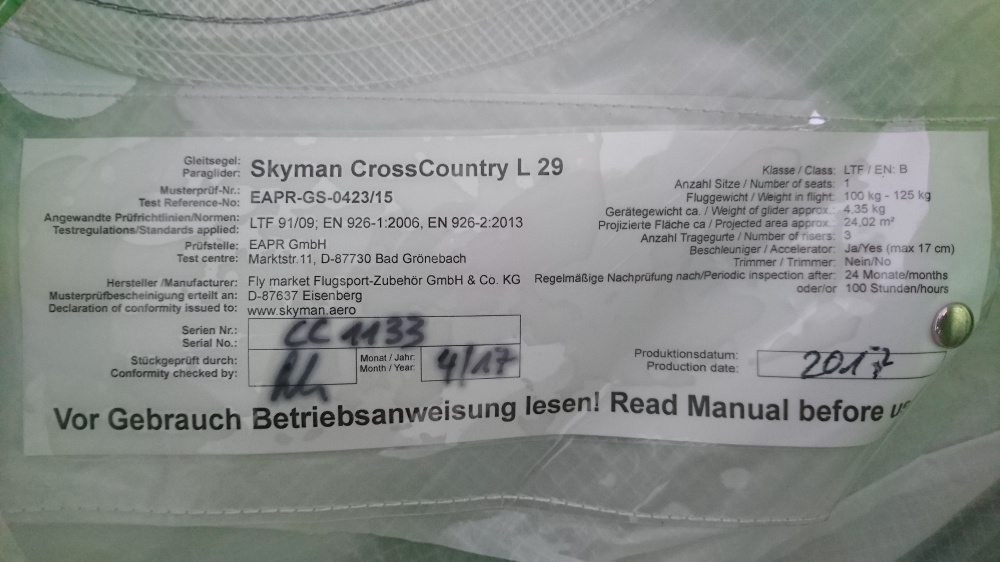 Gleitsegel:
Paraglider: Skyman CrossCountry L 29
Musterprüf-Nr.:
Test Reference-No: EAPR-GS-0423/15
Angewandte Prüfrichtlinien/Normen:
Testregulations/Standards applied: LTF 91/09; EN 926-1:2006, EN 926-2:2013
Prüfstelle: EAPR GmbH
Test centre: Marktstr.11, D-87730 Bad Grönebach
Hersteller /Manufacturer: Fly market Flugsport-Zubehör GmbH & Co. KG
Musterprüfbescheinigung erteilt an: D-87637 Eisenberg
Declaration of conformity issued to: www.skyman.aero
Serien Nr.:
Serial No.: CC 1133
Stückgeprüft durch:
Conformity checked by:
Monat / Jahr:
Month / Year: 4/17
Klasse / Class: LTF / EN: B
Anzahl Sitze / Number of seats: 1
Fluggewicht / Weight in flight: 100 kg - 125 kg
Gerätegewicht ca. / Weight of glider approx.: 4.35 kg
Projizierte Fläche ca / Projected area approx.: 24,02 m²
Anzahl Tragegurte / Number of risers: 3
Beschleuniger / Accelerator: Ja/Yes (max 17 cm)
Trimmer / Trimmer: Nein/No
Regelmäßige Nachprüfung nach/Periodic inspection after: 24 Monate/months
oder/or 100 Stunden/hours
Produktionsdatum:
Production date: 2017
Vor Gebrauch Betriebsanweisung lesen! Read Manual before